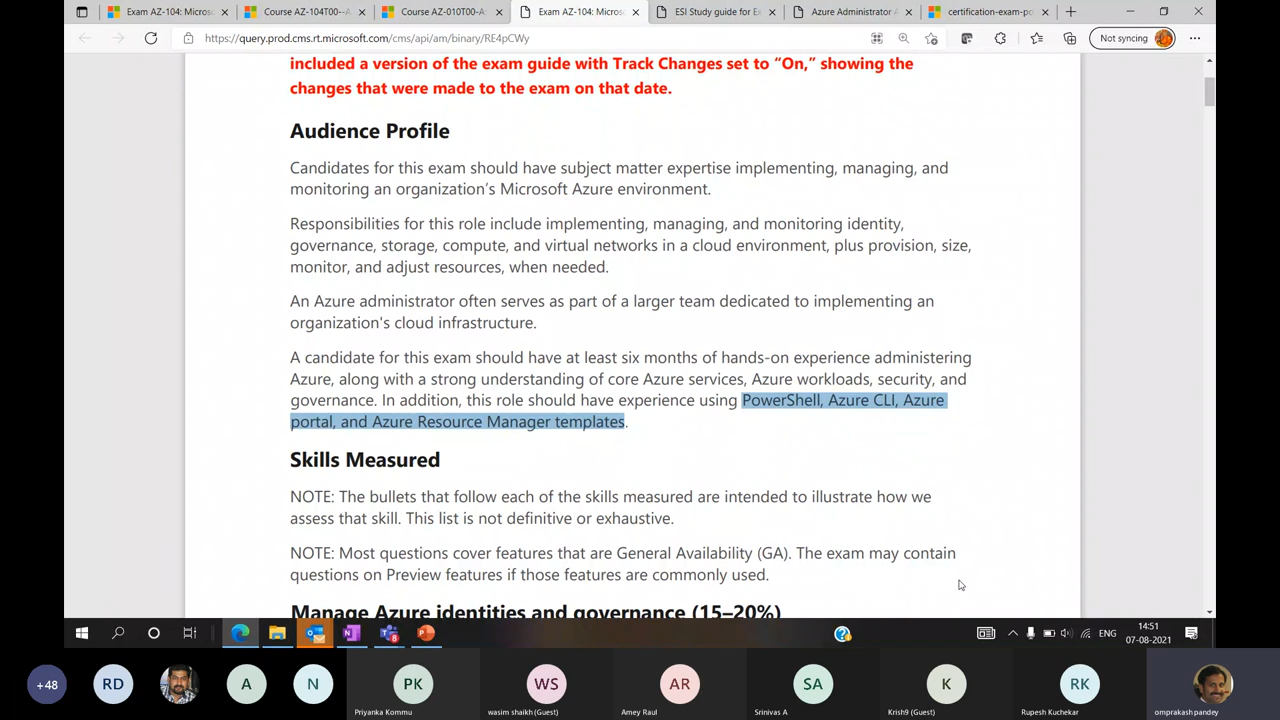 Exam AZ-104: Microso
Course AZ-104T00--A
Course AZ-010T00-A
Exam AZ-104: Microso
ESI Study guide for E
Azure Administrator A
certification-exam-po
https://query.prod.cms.rt.microsoft.com/cms/api/am/binary/RE4pCWy
Not syncing
included a version of the exam guide with Track Changes set to “On,” showing the
changes that were made to the exam on that date.
Audience Profile
Candidates for this exam should have subject matter expertise implementing, managing, and
monitoring an organization’s Microsoft Azure environment.
Responsibilities for this role include implementing, managing, and monitoring identity,
governance, storage, compute, and virtual networks in a cloud environment, plus provision, size,
monitor, and adjust resources, when needed.
An Azure administrator often serves as part of a larger team dedicated to implementing an
organization's cloud infrastructure.
A candidate for this exam should have at least six months of hands-on experience administering
Azure, along with a strong understanding of core Azure services, Azure workloads, security, and
governance. In addition, this role should have experience using PowerShell, Azure CLI, Azure
portal, and Azure Resource Manager templates.
Skills Measured
NOTE: The bullets that follow each of the skills measured are intended to illustrate how we
assess that skill. This list is not definitive or exhaustive.
NOTE: Most questions cover features that are General Availability (GA). The exam may contain
questions on Preview features if those features are commonly used.
Manage Azure identities and governance (15–20%)
ENG
14:51
07-08-2021
+48
RD
A
N
PK
WS
AR
SA
K
RK
Priyanka Kommu
wasim shaikh (Guest)
Amey Raul
Srinivas A
Krish9 (Guest)
Rupesh Kuchekar
omprakash pandey